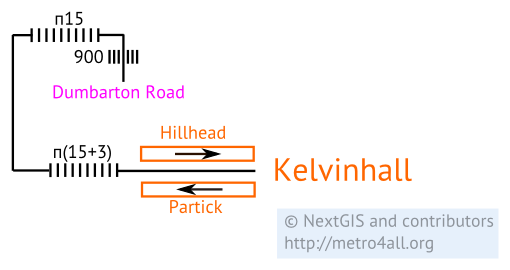 п15
900
Dumbarton Road
п(15+3)
Hillhead
Kelvinhall
Partick
© NextGIS and contributors
http://metro4all.org